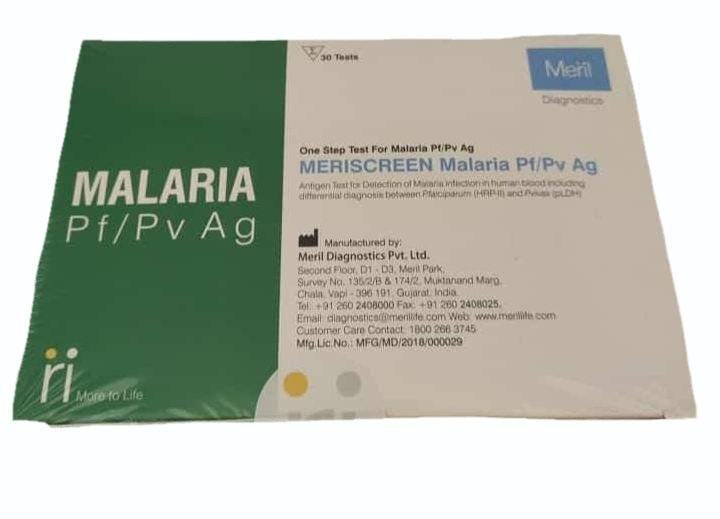 30 Tests
Meril
Diagnostics
MALARIA
Pf/Pv Ag
One Step Test For Malaria Pf/Pv Ag
MERISCREEN Malaria Pf/Pv Ag
Antigen Test for Detection of Malaria infection in human blood including
differential diagnosis between P.falciparum (HRP-II) and P.vivax (pLDH)
Manufactured by:
Meril Diagnostics Pvt. Ltd.
Second Floor, D1 - D3, Meril Park,
Survey No. 135/2/B & 174/2, Muktanand Marg,
Chala, Vapi - 396 191. Gujarat, India.
Tel: +91 260 2408000 Fax: +91 260 2408025.
Email: diagnostics@merillife.com Web: www.merillife.com
Customer Care Contact: 1800 266 3745
Mfg.Lic.No.: MFG/MD/2018/000029
ri
More to Life